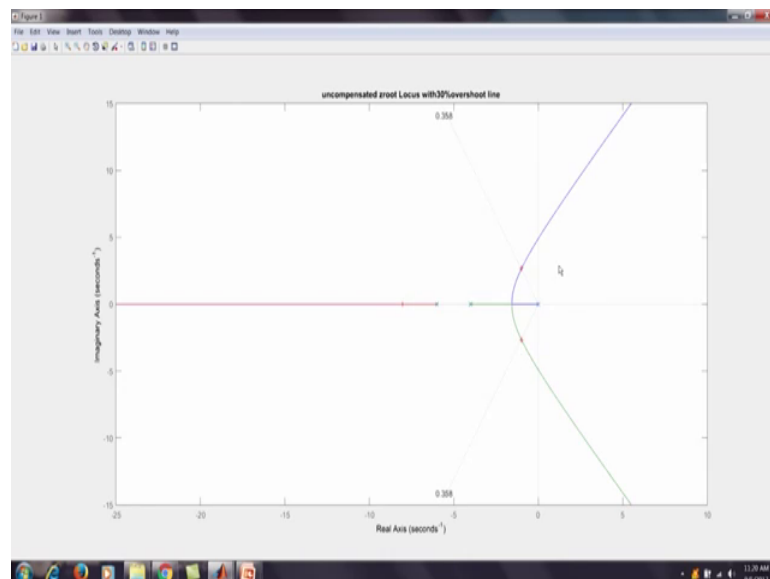 Figure 1
File Edit View Insert Tools Desktop Window Help
uncompensated zroot Locus with30%overshoot line
15
10
5
0
-5
-10
-15
0.358
0.358
-25 -20 -15 -10 -5 0 5 10
Imaginary Axis (seconds⁻¹)
Real Axis (seconds⁻¹)
11:20 AM